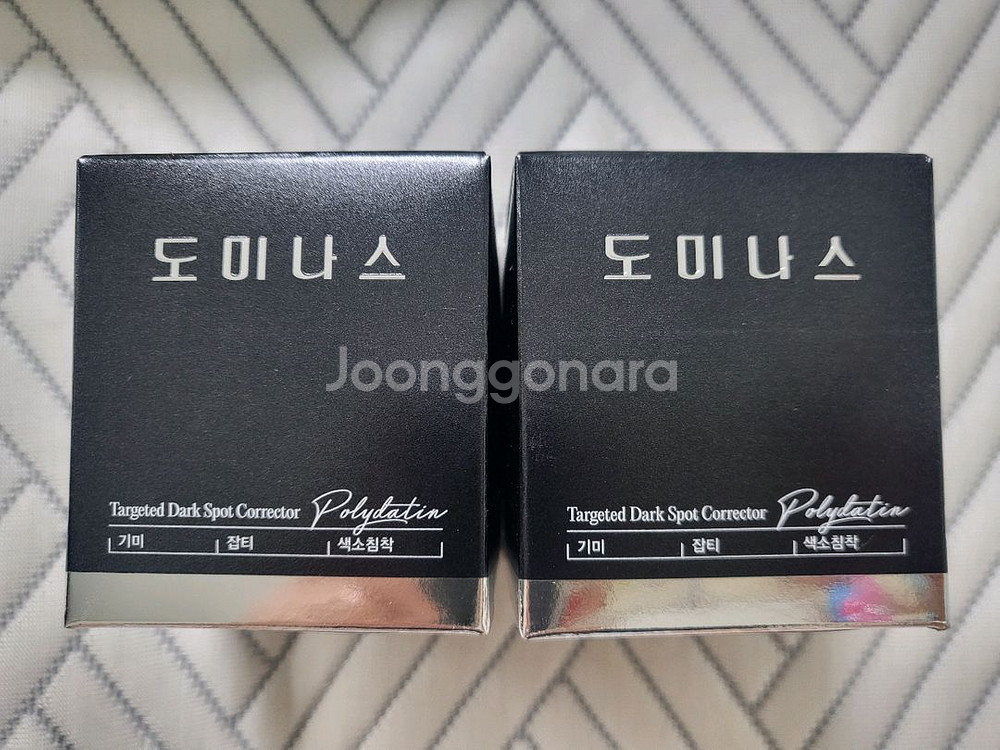 도미나스
Targeted Dark Spot Corrector Polydatin
기미 잡티 색소침착
도미나스
Targeted Dark Spot Corrector Polydatin
기미 잡티 색소침착
Joonggonara